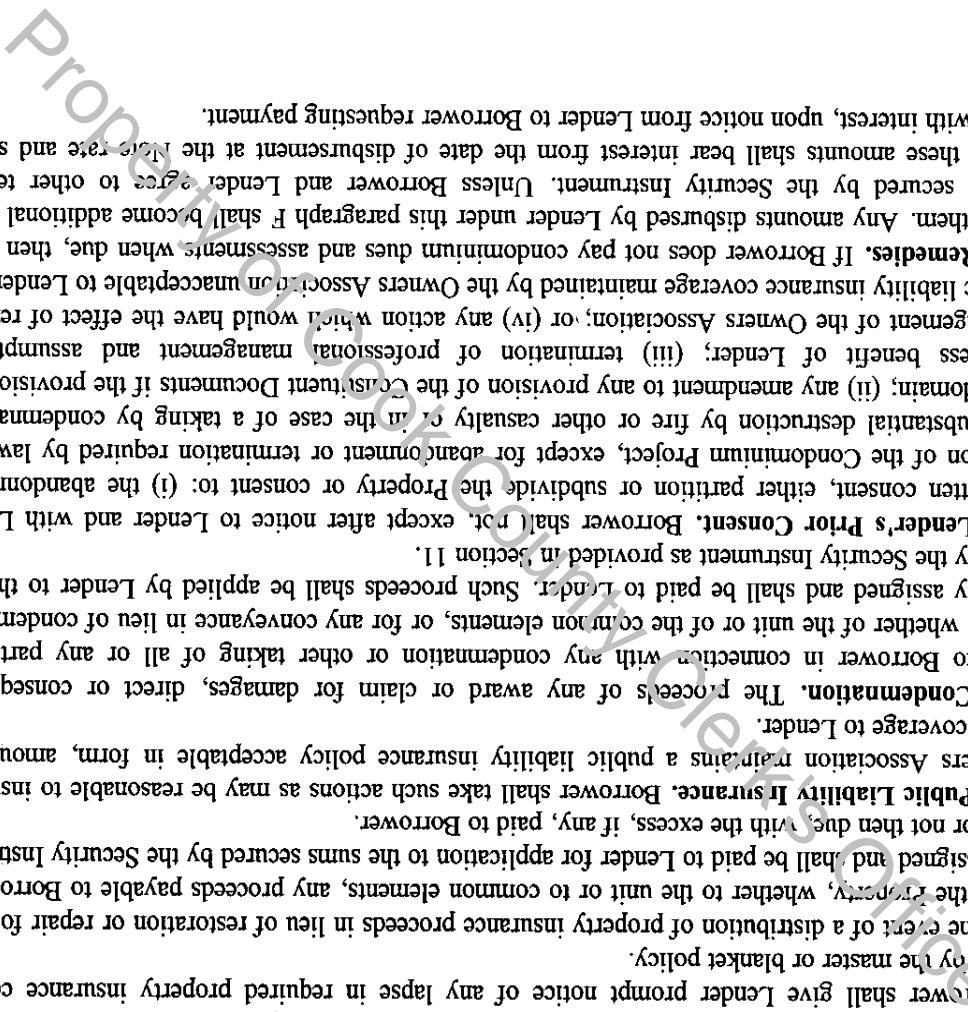 rower shall give Lender prompt notice of any lapse in required property insurance c
by the master or blanket policy.
he event of a distribution of property insurance proceeds in lieu of restoration or repair fo
the Property, whether to the unit or to common elements, any proceeds payable to Borro
signed and shall be paid to Lender for application to the sums secured by the Security Inst
or not then due, with the excess, if any, paid to Borrower.
Public Liability Insurance. Borrower shall take such actions as may be reasonable to ins
ers Association maintains a public liability insurance policy acceptable in form, amou
coverage to Lender.
Condemnation. The proceeds of any award or claim for damages, direct or conseq
to Borrower in connection with any condemnation or other taking of all or any part
whether of the unit or of the common elements, or for any conveyance in lieu of condem
y assigned and shall be paid to Lender. Such proceeds shall be applied by Lender to th
y the Security Instrument as provided in Section 11.
Lender's Prior Consent. Borrower shall not, except after notice to Lender and with L
tten consent, either partition or subdivide the Property or consent to: (i) the abandonm
on of the Condominium Project, except for abandonment or termination required by law
ubstantial destruction by fire or other casualty or in the case of a taking by condemna
domain; (ii) any amendment to any provision of the Constituent Documents if the provisio
ess benefit of Lender; (iii) termination of professional management and assumpt
gement of the Owners Association; or (iv) any action which would have the effect of re
c liability insurance coverage maintained by the Owners Association unacceptable to Lender
Remedies. If Borrower does not pay condominium dues and assessments when due, then
them. Any amounts disbursed by Lender under this paragraph F shall become additional
secured by the Security Instrument. Unless Borrower and Lender agree to other te
these amounts shall bear interest from the date of disbursement at the Note rate and s
with interest, upon notice from Lender to Borrower requesting payment.
Property of Cook County Clerk's Office